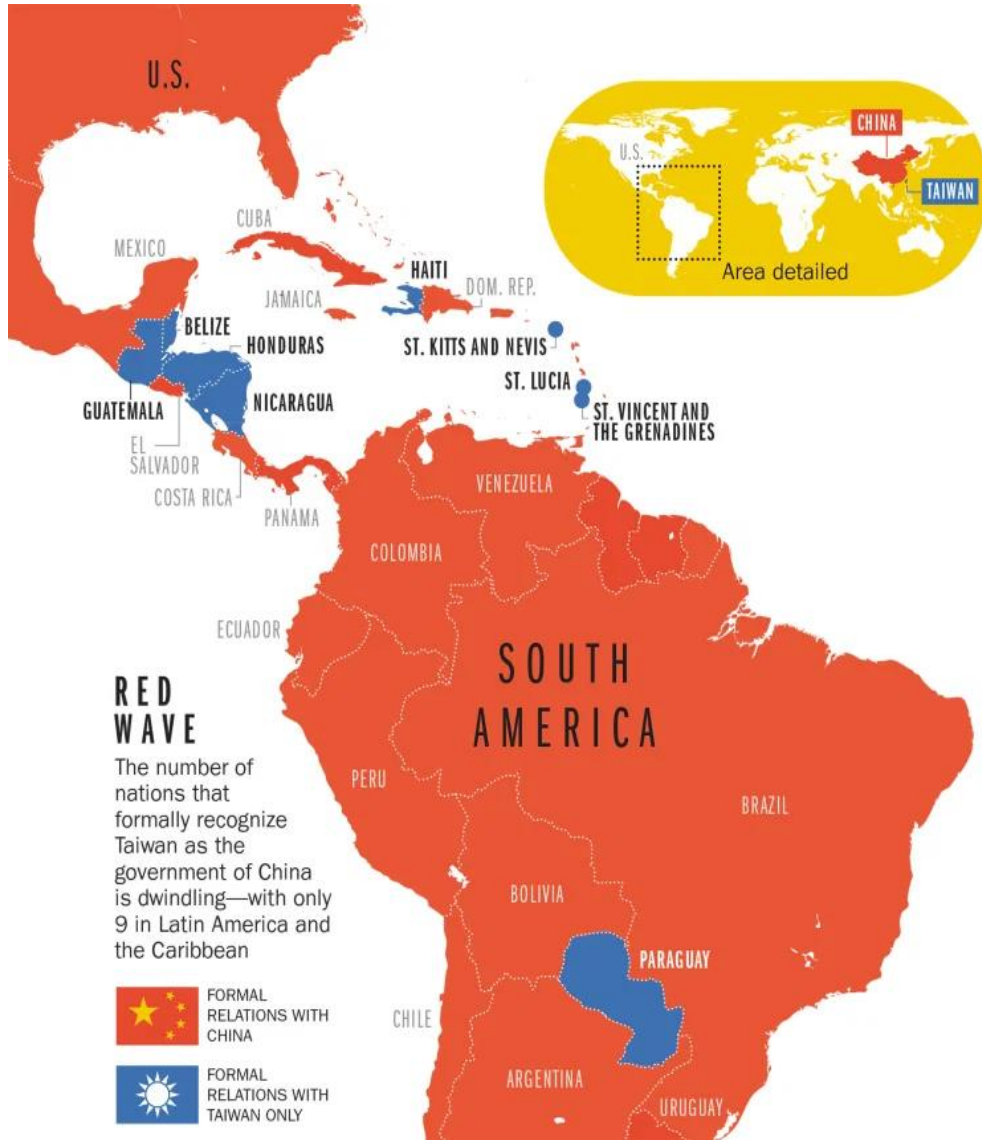 U.S.
CHINA
U.S.
TAIWAN
Area detailed
CUBA
MEXICO
HAITI
DOM. REP.
JAMAICA
BELIZE
HONDURAS
ST. KITTS AND NEVIS
ST. LUCIA
GUATEMALA
NICARAGUA
ST. VINCENT AND
THE GRENADINES
EL
SALVADOR
COSTA RICA
PANAMA
VENEZUELA
COLOMBIA
ECUADOR
SOUTH
AMERICA
RED
WAVE
The number of
nations that
formally recognize
Taiwan as the
government of China
is dwindling—with only
9 in Latin America and
the Caribbean
PERU
BRAZIL
BOLIVIA
PARAGUAY
CHILE
ARGENTINA
URUGUAY
FORMAL
RELATIONS WITH
CHINA
FORMAL
RELATIONS WITH
TAIWAN ONLY